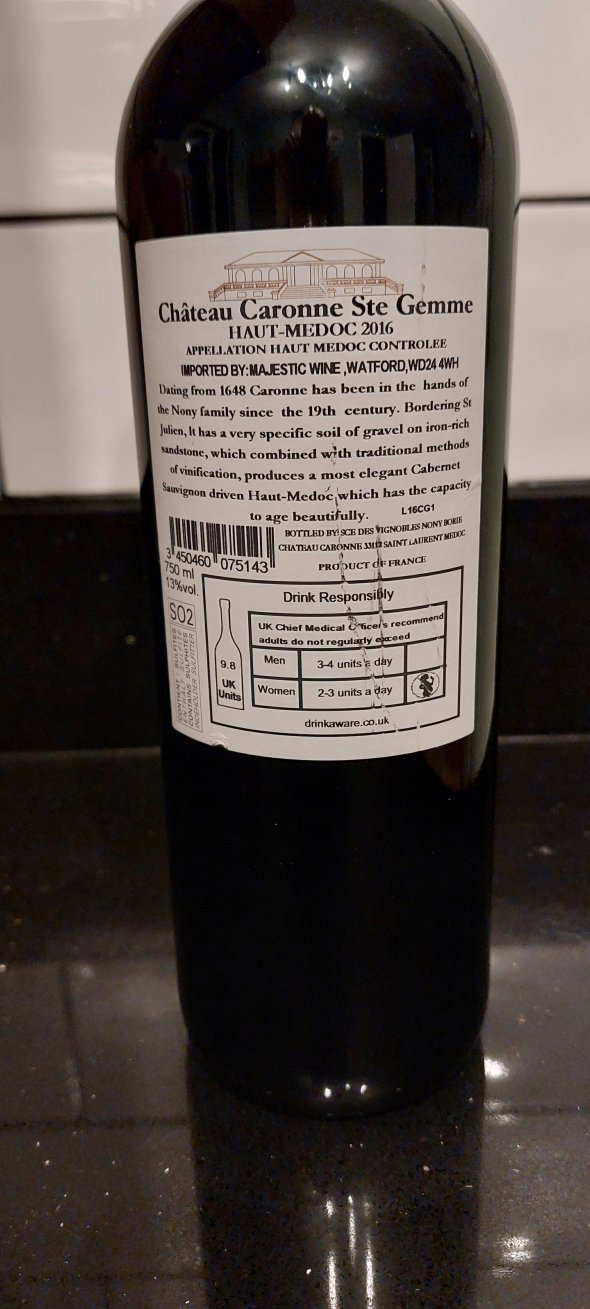 Château Caronne Ste Gemme
HAUT-MEDOC 2016
APPELLATION HAUT MEDOC CONTROLEE
IMPORTED BY:MAJESTIC WINE ,WATFORD,WD24 4WH
Dating from 1648 Caronne has been in the hands of
the Nony family since the 19th century. Bordering St
Julien, It has a very specific soil of gravel on iron-rich
sandstone, which combined with traditional methods
of vinification, produces a most elegant Cabernet
Sauvignon driven Haut-Medoc which has the capacity
to age beautifully.
L16CG1
BOTTLED BY SCE DES VIGNOBLES NONY BORIE
CHATEAU CARONNE 33112 SAINT LAURENT MEDOC
PRODUCT OF FRANCE
3 450460 075143
750 ml
13%vol.
SO2
CONTIENT SULFITES
CONTAINS SULPHITES
Drink Responsibly
UK Chief Medical Officers recommend
adults do not regularly exceed
Men 3-4 units a day
Women 2-3 units a day
9.8
UK
Units
drinkaware.co.uk